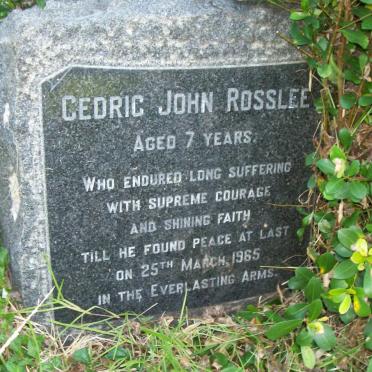 CEDRIC JOHN ROSSLEE
AGED 7 YEARS.
WHO ENDURED LONG SUFFERING
WITH SUPREME COURAGE
AND SHINING FAITH
TILL HE FOUND PEACE AT LAST
ON 25TH MARCH, 1965
IN THE EVERLASTING ARMS.